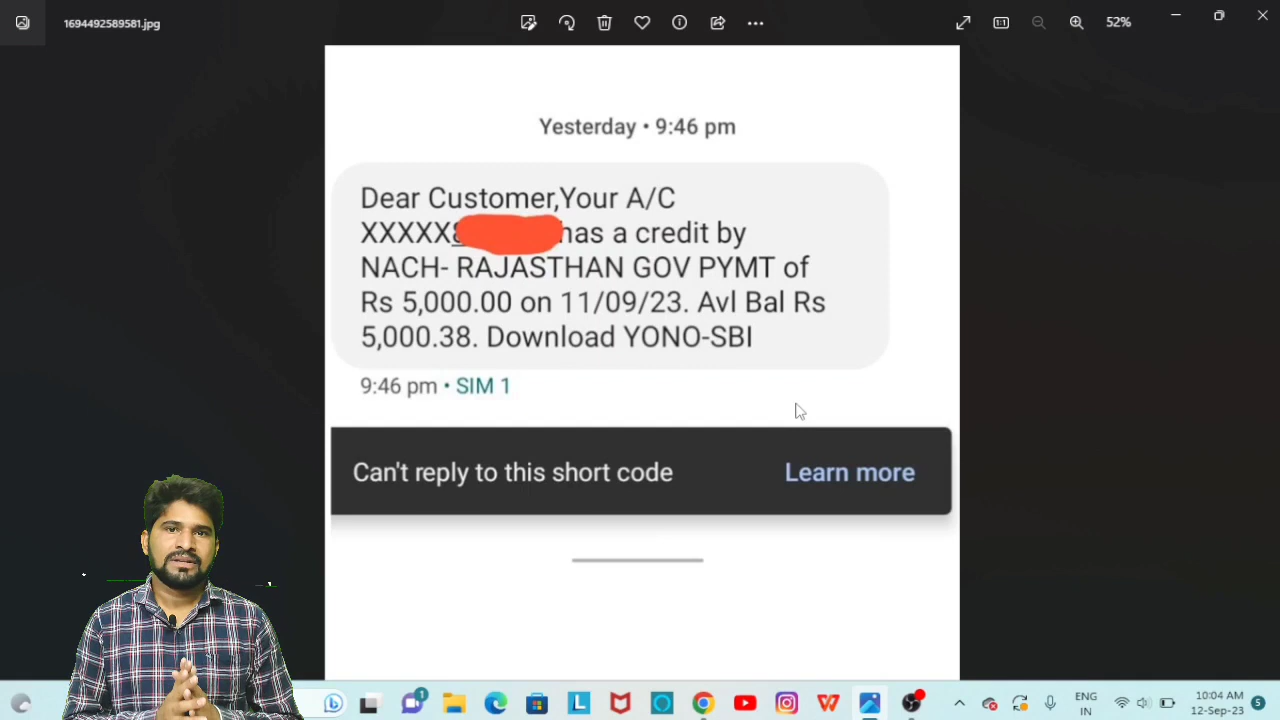 1694492589581.jpg
52%
Yesterday • 9:46 pm
Dear Customer,Your A/C
XXXXX has a credit by
NACH- RAJASTHAN GOV PYMT of
Rs 5,000.00 on 11/09/23. Avl Bal Rs
5,000.38. Download YONO-SBI
9:46 pm • SIM 1
Can't reply to this short code Learn more
1
ENG
IN
10:04 AM
12-Sep-23
5